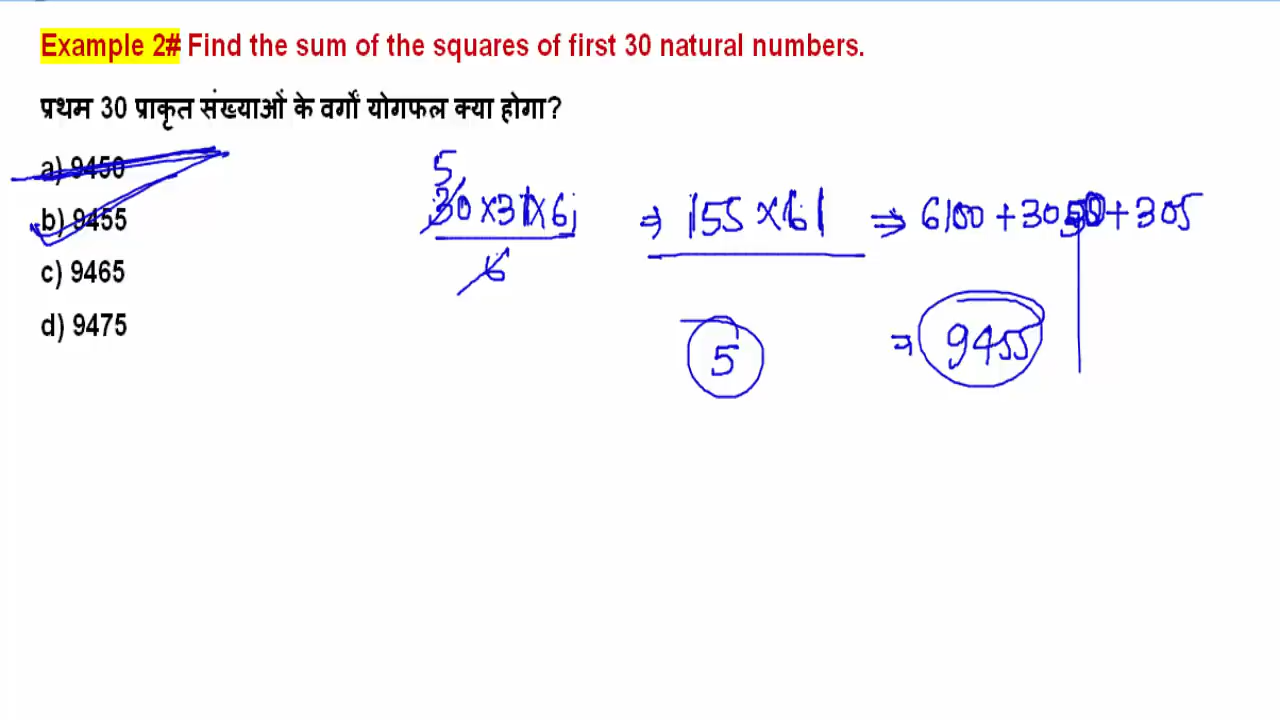 Example 2# Find the sum of the squares of first 30 natural numbers.
प्रथम 30 प्राकृत संख्याओं के वर्गों योगफल क्या होगा?
a) 9450
b) 9455
c) 9465
d) 9475
5
30 × 31 × 61
6
⇒ 155 × 61
⇒ 6100 + 3050 + 305
5
⇒ 9455